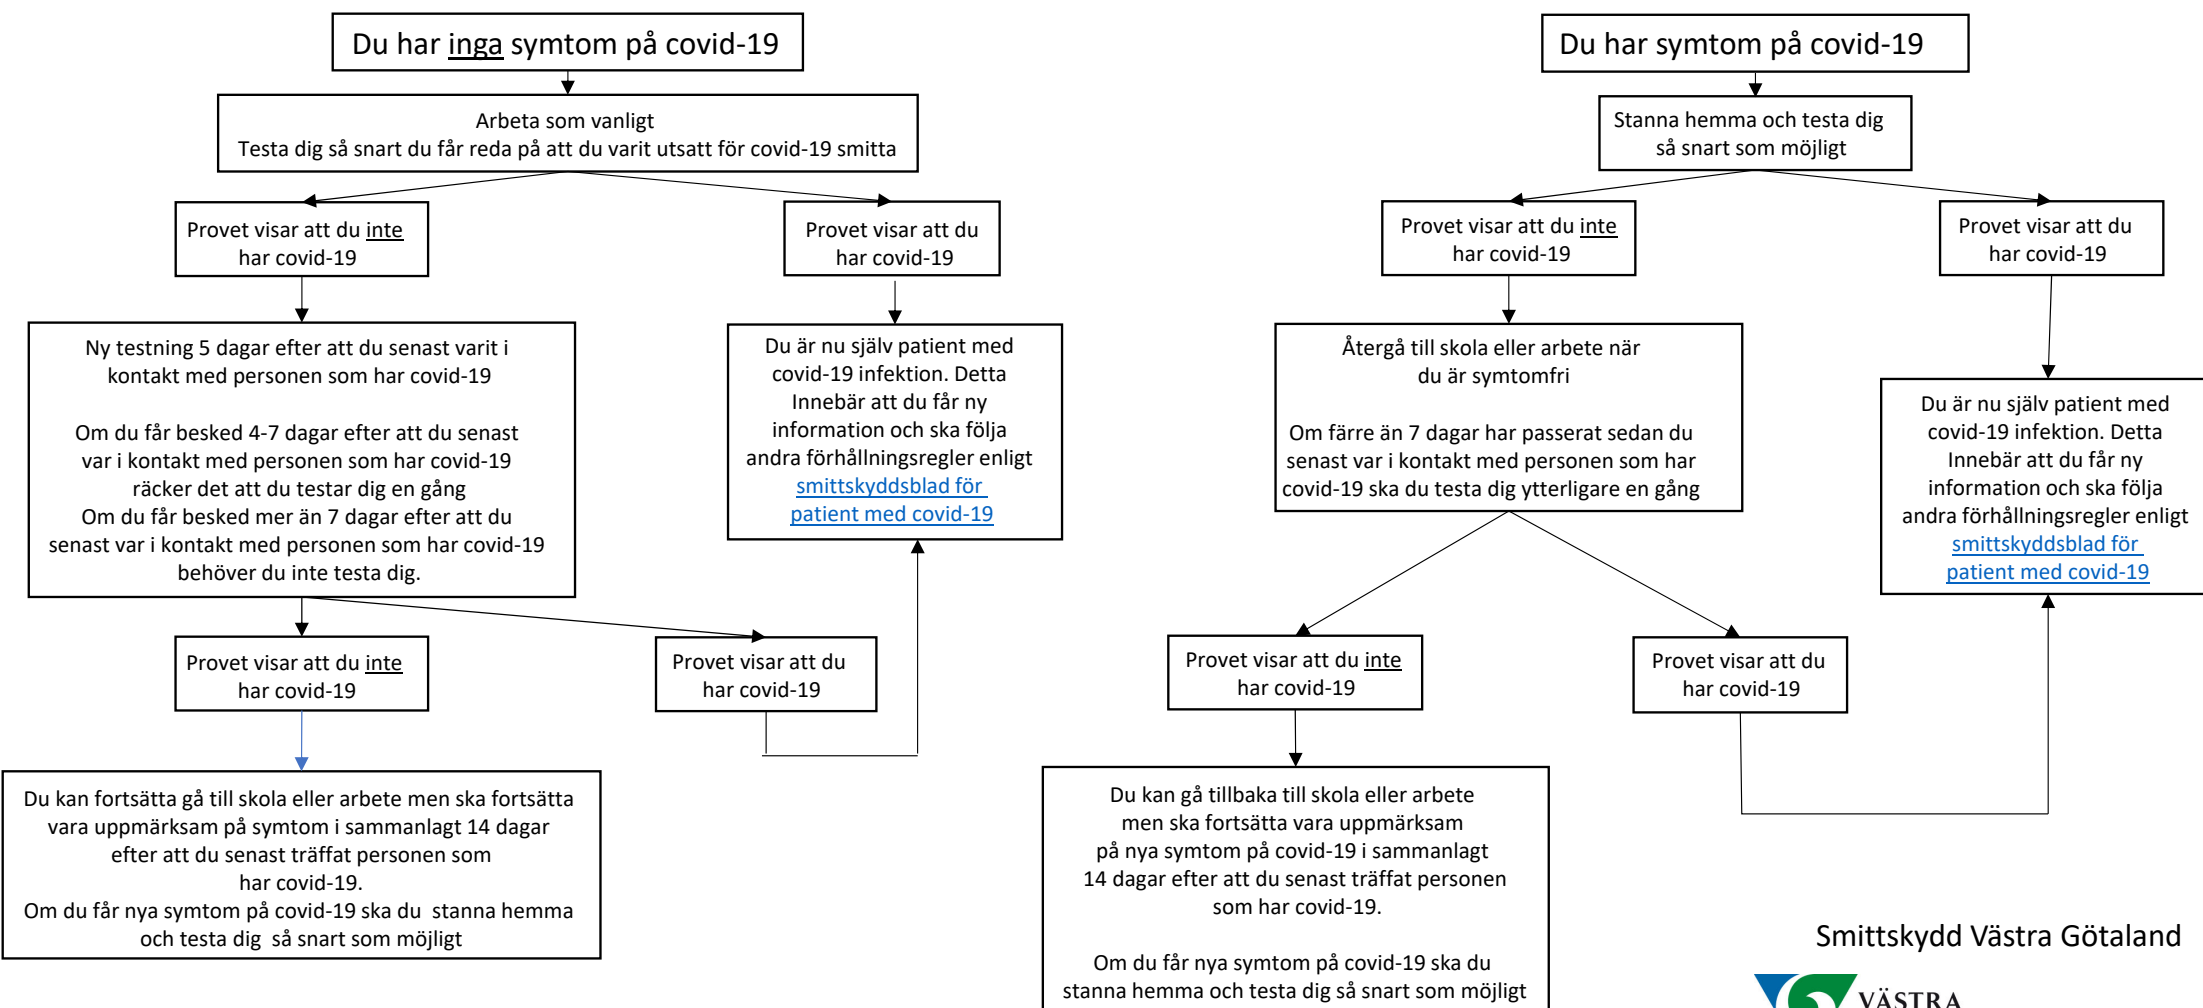 Du har inga symtom på covid-19
Arbeta som vanligt
Testa dig så snart du får reda på att du varit utsatt för covid-19 smitta
Provet visar att du inte
har covid-19
Provet visar att du
har covid-19
Ny testning 5 dagar efter att du senast varit i
kontakt med personen som har covid-19
Om du får besked 4-7 dagar efter att du senast
var i kontakt med personen som har covid-19
räcker det att du testar dig en gång
Om du får besked mer än 7 dagar efter att du
senast var i kontakt med personen som har covid-19
behöver du inte testa dig.
Du är nu själv patient med
covid-19 infektion. Detta
Innebär att du får ny
information och ska följa
andra förhållningsregler enligt
smittskyddsblad för
patient med covid-19
Provet visar att du inte
har covid-19
Provet visar att du
har covid-19
Du kan fortsätta gå till skola eller arbete men ska fortsätta
vara uppmärksam på symtom i sammanlagt 14 dagar
efter att du senast träffat personen som
har covid-19.
Om du får nya symtom på covid-19 ska du stanna hemma
och testa dig så snart som möjligt
Du har symtom på covid-19
Stanna hemma och testa dig
så snart som möjligt
Provet visar att du inte
har covid-19
Provet visar att du
har covid-19
Återgå till skola eller arbete när
du är symtomfri
Om färre än 7 dagar har passerat sedan du
senast var i kontakt med personen som har
covid-19 ska du testa dig ytterligare en gång
Du är nu själv patient med
covid-19 infektion. Detta
Innebär att du får ny
information och ska följa
andra förhållningsregler enligt
smittskyddsblad för
patient med covid-19
Provet visar att du inte
har covid-19
Provet visar att du
har covid-19
Du kan gå tillbaka till skola eller arbete
men ska fortsätta vara uppmärksam
på nya symtom på covid-19 i sammanlagt
14 dagar efter att du senast träffat personen
som har covid-19.
Om du får nya symtom på covid-19 ska du
stanna hemma och testa dig så snart som möjligt
Smittskydd Västra Götaland
VÄSTRA